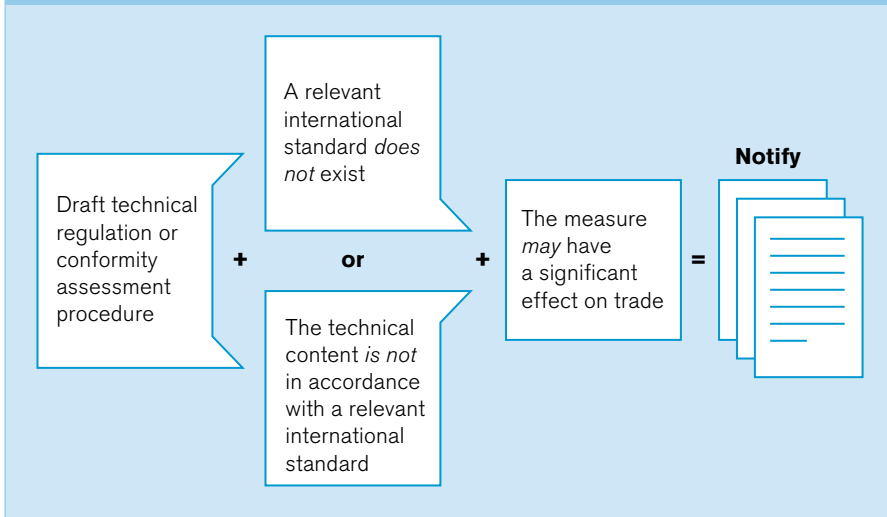 Draft technical
regulation or
conformity
assessment
procedure
+
A relevant
international
standard does
not exist
or
The technical
content is not
in accordance
with a relevant
international
standard
+
The measure
may have
a significant
effect on trade
=
Notify